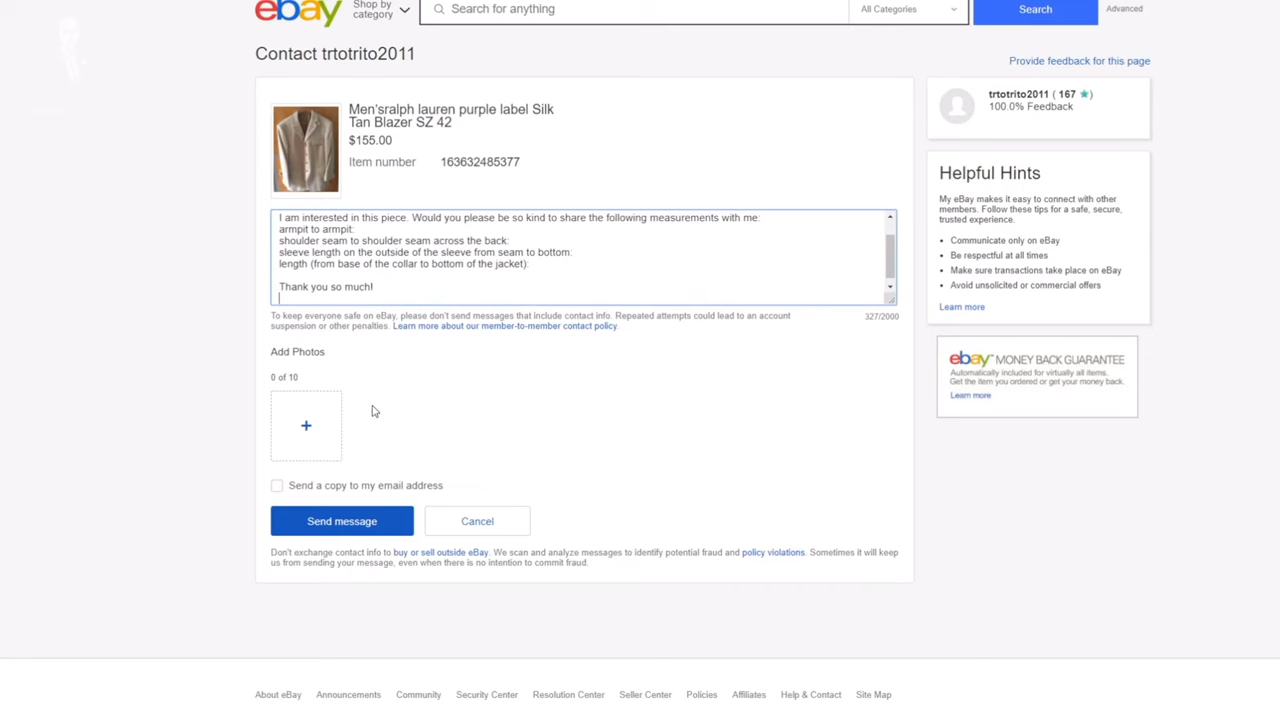 ebay
Shop by
category
Search for anything
All Categories
Search
Advanced
Contact trtotrito2011
Provide feedback for this page
Men'sralph lauren purple label Silk
Tan Blazer SZ 42
$155.00
Item number 163632485377
I am interested in this piece. Would you please be so kind to share the following measurements with me:
armpit to armpit:
shoulder seam to shoulder seam across the back:
sleeve length on the outside of the sleeve from seam to bottom:
length (from base of the collar to bottom of the jacket):
Thank you so much!
To keep everyone safe on eBay, please don't send messages that include contact info. Repeated attempts could lead to an account
suspension or other penalties. Learn more about our member-to-member contact policy.
327/2000
Add Photos
0 of 10
+
Send a copy to my email address
Send message
Cancel
Don't exchange contact info to buy or sell outside eBay. We scan and analyze messages to identify potential fraud and policy violations. Sometimes it will keep
us from sending your message, even when there is no intention to commit fraud.
trtotrito2011 ( 167 )
100.0% Feedback
Helpful Hints
My eBay makes it easy to connect with other
members. Follow these tips for a safe, secure,
trusted experience.
• Communicate only on eBay
• Be respectful at all times
• Make sure transactions take place on eBay
• Avoid unsolicited or commercial offers
Learn more
ebay MONEY BACK GUARANTEE
Automatically included for virtually all items.
Get the item you ordered or get your money back.
Learn more
About eBay Announcements Community Security Center Resolution Center Seller Center Policies Affiliates Help & Contact Site Map